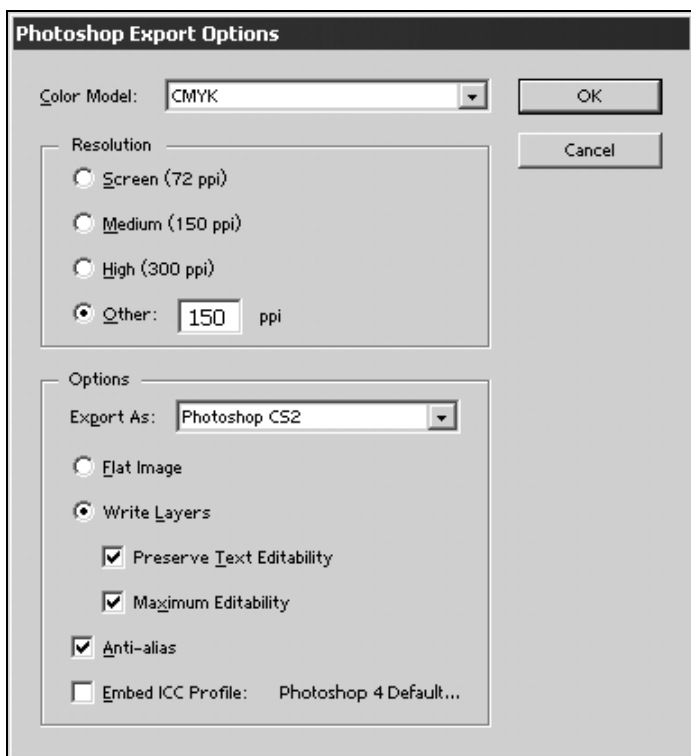 Photoshop Export Options
Color Model: CMYK
OK
Cancel
Resolution
Screen (72 ppi)
Medium (150 ppi)
High (300 ppi)
Other: 150 ppi
Options
Export As: Photoshop CS2
Flat Image
Write Layers
Preserve Text Editability
Maximum Editability
Anti-alias
Embed ICC Profile: Photoshop 4 Default...